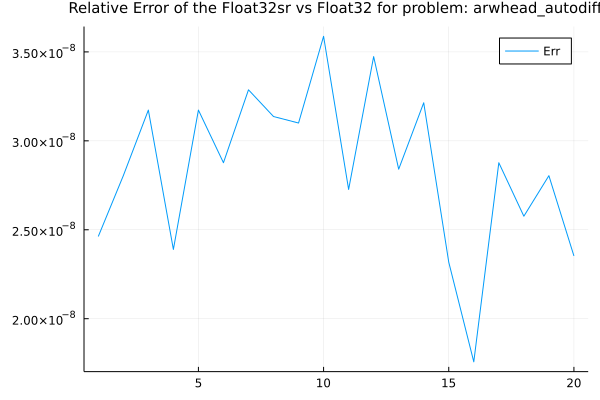 Relative Error of the Float32sr vs Float32 for problem: arwhead_autodiff
Err
3.50×10⁻⁸
3.00×10⁻⁸
2.50×10⁻⁸
2.00×10⁻⁸
5 10 15 20